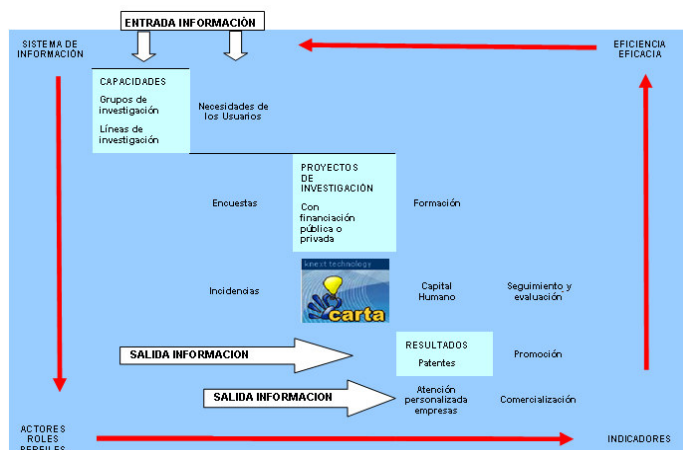 ENTRADA INFORMACIÓN
SISTEMA DE
INFORMACIÓN
EFICIENCIA
EFICACIA
CAPACIDADES
Grupos de
investigación
Líneas de
investigación
Necesidades de
los Usuarios
PROYECTOS
DE
INVESTIGACIÓN
Con
financiación
pública o
privada
Encuestas
Formación
kinest technology
carta
Incidencias
Capital
Humano
Seguimiento y
evaluación
SALIDA INFORMACION
RESULTADOS
Patentes
Promoción
SALIDA INFORMACION
Atención
personalizada
empresas
Comercialización
ACTORES
ROLES
PERFILES
INDICADORES